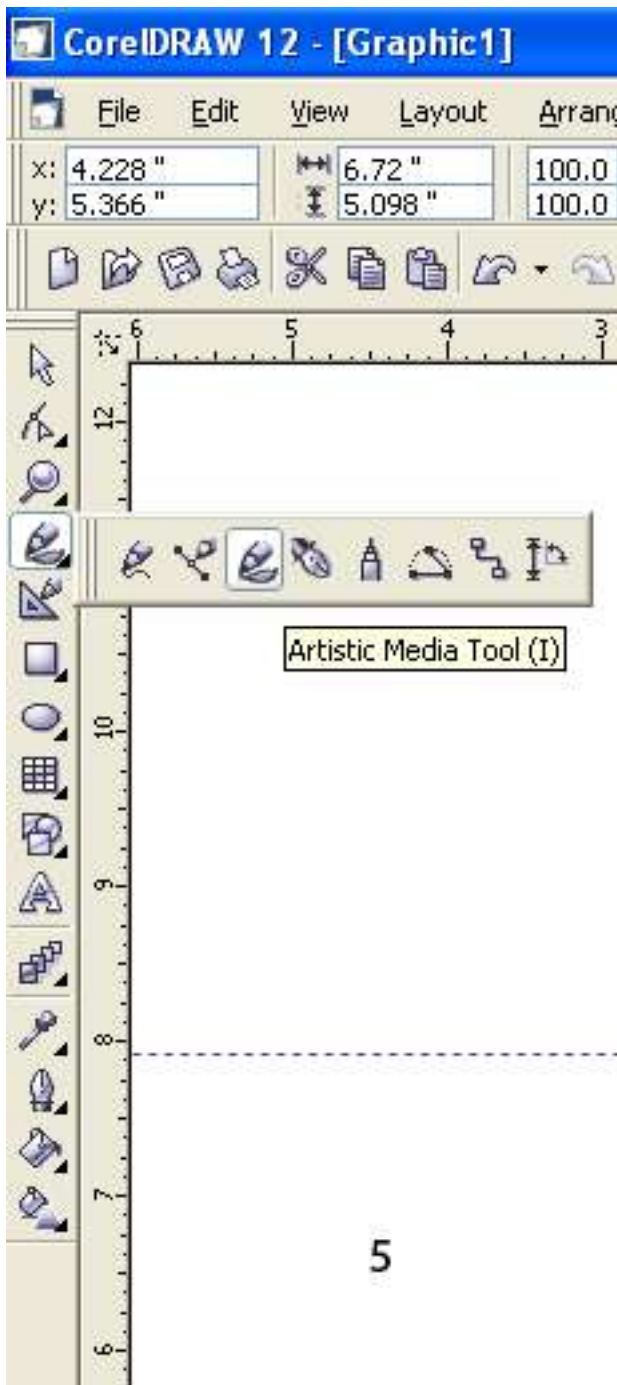 CorelDRAW 12 - [Graphic1]
File Edit View Layout Arrang
x: 4.228 " 6.72 " 100.0
y: 5.366 " 5.098 " 100.0
6 5 4 3
12
Artistic Media Tool (I)
10
9
8
7
5
6